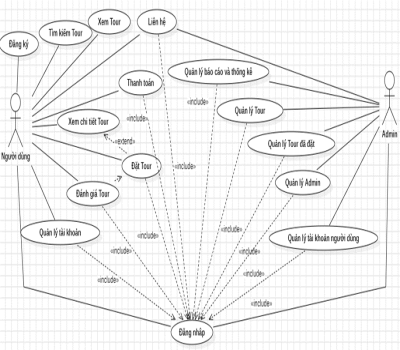 Xem Tour
Liên hệ
Tìm kiếm Tour
Đăng ký
Thanh toán
Quản lý báo cáo và thống kê
«include»
Quản lý Tour
Admin
Xem chi tiết Tour
«include»
«extend»
Quản lý Tour đã đặt
Người dùng
Đặt Tour
«include»
Quản lý Admin
Đánh giá Tour
Quản lý tài khoản
«include»
Quản lý tài khoản người dùng
«include»
«include»
«include»
«include»
«include»
«include»
Đăng nhập